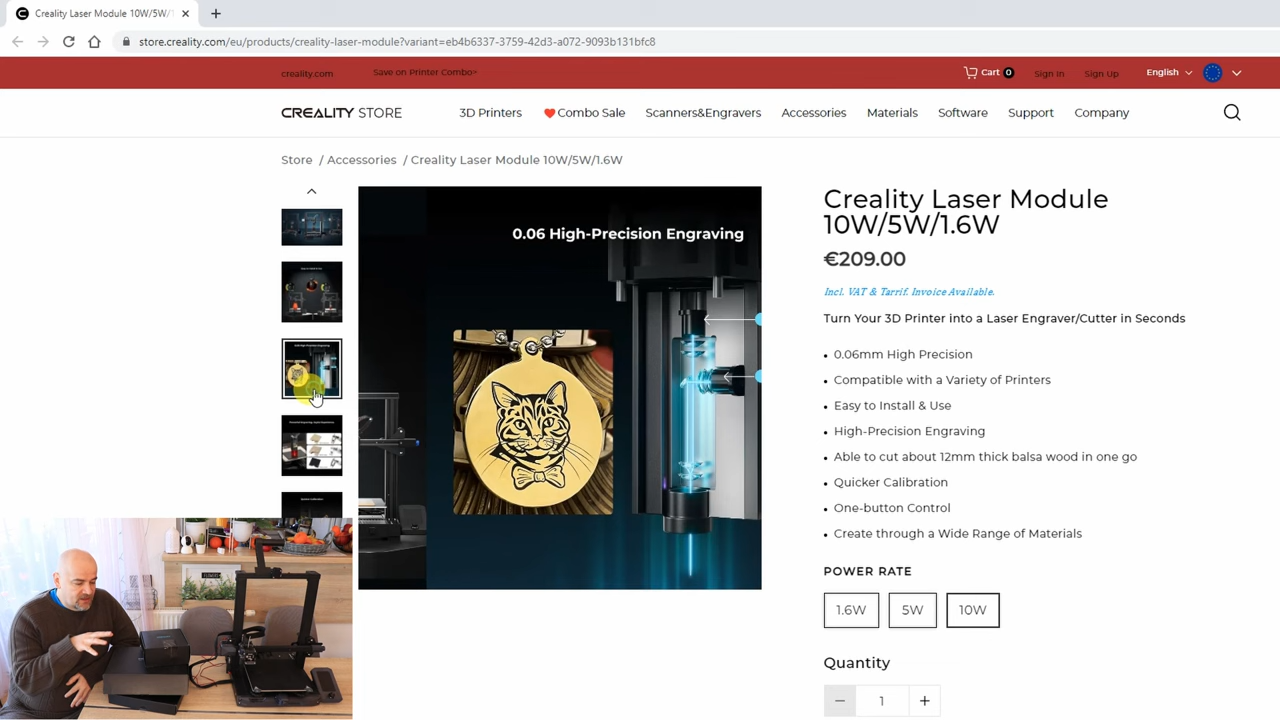 Creality Laser Module 10W/5W/1
store.creality.com/eu/products/creality-laser-module?variant=eb4b6337-3759-42d3-a072-9093b131bfc8
creality.com
Save on Printer Combo>
Cart 0
Sign In
Sign Up
English
CREALITY STORE
3D Printers
Combo Sale
Scanners&Engravers
Accessories
Materials
Software
Support
Company
Store / Accessories / Creality Laser Module 10W/5W/1.6W
0.06 High-Precision Engraving
Creality Laser Module
10W/5W/1.6W
€209.00
Incl. VAT & Tarrif. Invoice Available.
Turn Your 3D Printer into a Laser Engraver/Cutter in Seconds
• 0.06mm High Precision
• Compatible with a Variety of Printers
• Easy to Install & Use
• High-Precision Engraving
• Able to cut about 12mm thick balsa wood in one go
• Quicker Calibration
• One-button Control
• Create through a Wide Range of Materials
POWER RATE
1.6W
5W
10W
Quantity
1